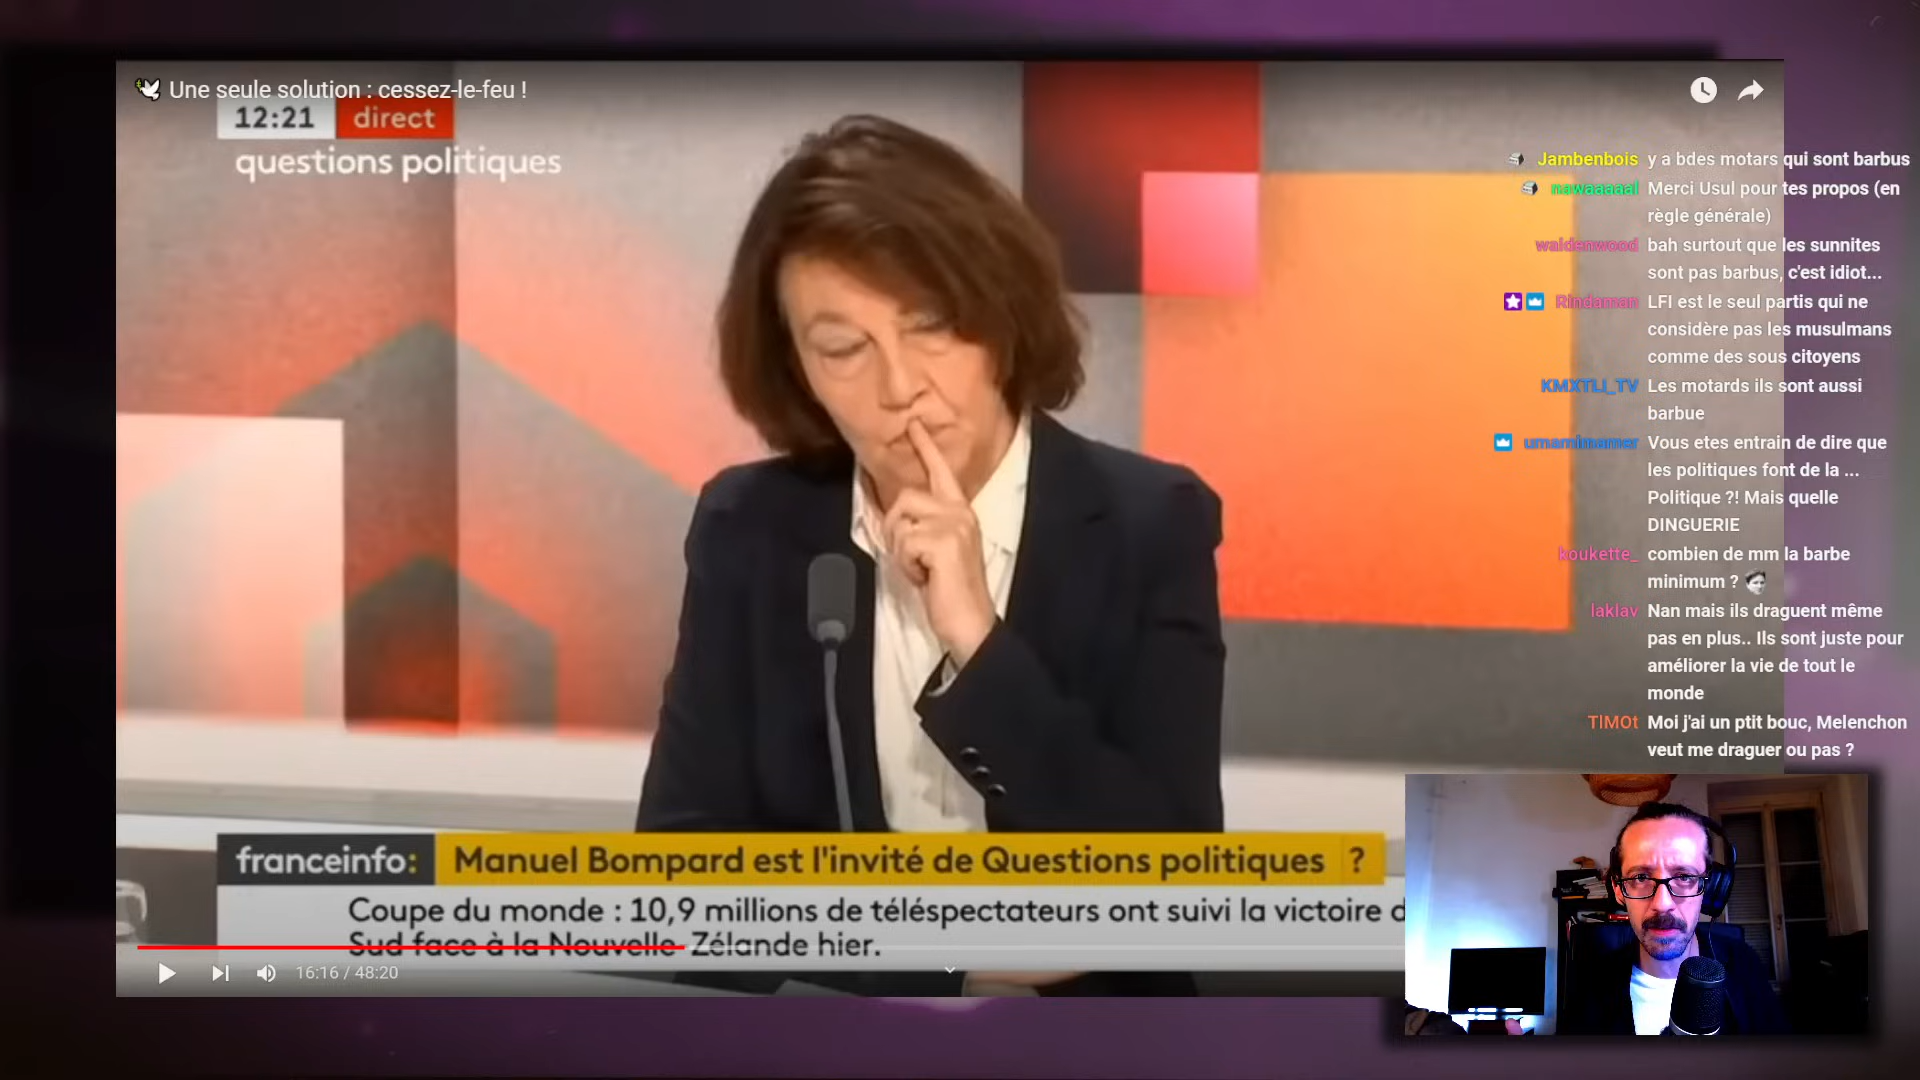 🕊 Une seule solution : cessez-le-feu !
12:21 direct
questions politiques
Jambenbois y a bdes motars qui sont barbus
nawaaaaal Merci Usul pour tes propos (en
règle générale)
waldenwood bah surtout que les sunnites
sont pas barbus, c'est idiot...
Rindaman LFI est le seul partis qui ne
considère pas les musulmans
comme des sous citoyens
KMXTLI_TV Les motards ils sont aussi
barbue
umamimamer Vous etes entrain de dire que
les politiques font de la ...
Politique ?! Mais quelle
DINGUERIE
koukette_ combien de mm la barbe
minimum ?
laklav Nan mais ils draguent même
pas en plus.. Ils sont juste pour
améliorer la vie de tout le
monde
TIMOt Moi j'ai un ptit bouc, Melenchon
veut me draguer ou pas ?
franceinfo: Manuel Bompard est l'invité de Questions politiques ?
Coupe du monde : 10,9 millions de téléspectateurs ont suivi la victoire d
Sud face à la Nouvelle-Zélande hier.
16:16 / 48:20